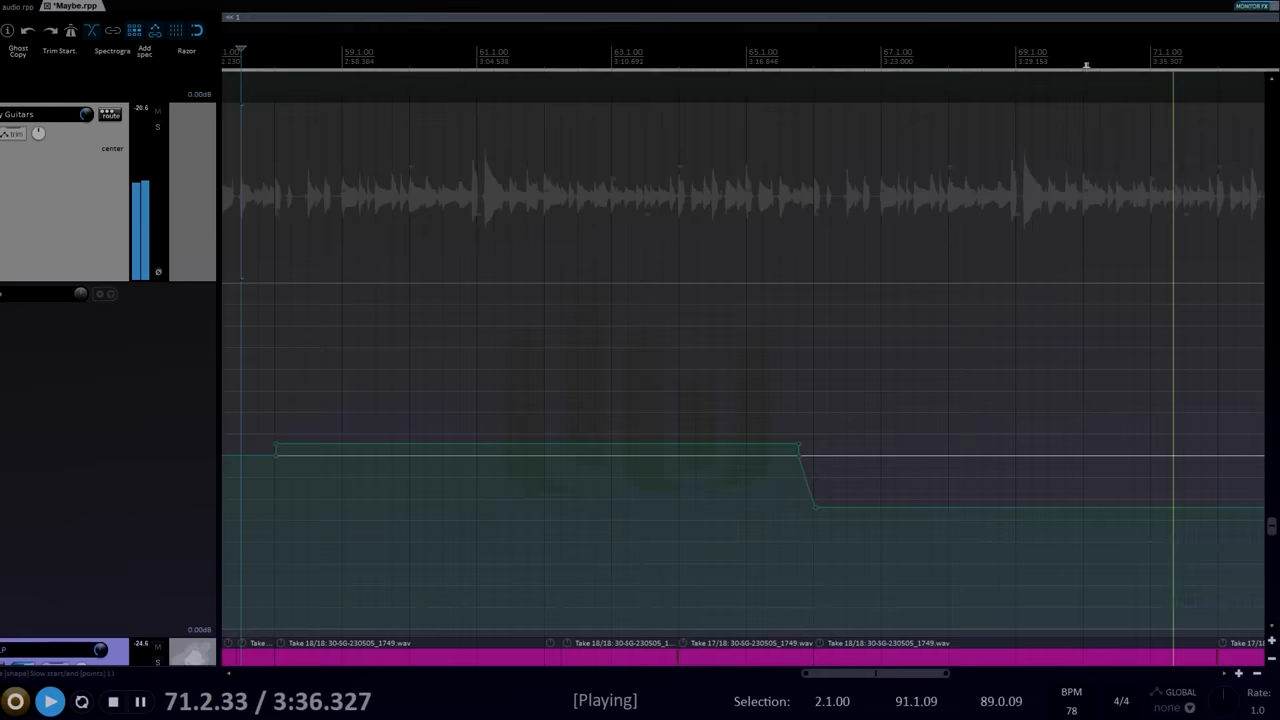 audio.rpp
*Maybe.rpp
MONITOR FX
<< 1
Ghost Copy
Trim Start.
Spectrogra
Add spec
Razor
1.00
2.230
59.1.00
2:58.384
61.1.00
3:04.538
63.1.00
3:10.692
65.1.00
3:16.846
67.1.00
3:23.000
69.1.00
3:29.153
71.1.00
3:35.307
0.00dB
y Guitars
route
-20.6
M
S
trim
center
0.00dB
-24.6
M
S
Take ...
Take 18/18: 30-SG-230505_1749.wav
Take 18/18: 30-SG-230505_1...
Take 17/18: 30-SG-230505_1749.wav
Take 18/18: 30-SG-230505_1749.wav
Take 17/18
[shape] Slow start/end [points] 11
71.2.33 / 3:36.327
[Playing]
Selection:
2.1.00
91.1.09
89.0.09
BPM
78
4/4
GLOBAL
none
Rate:
1.0